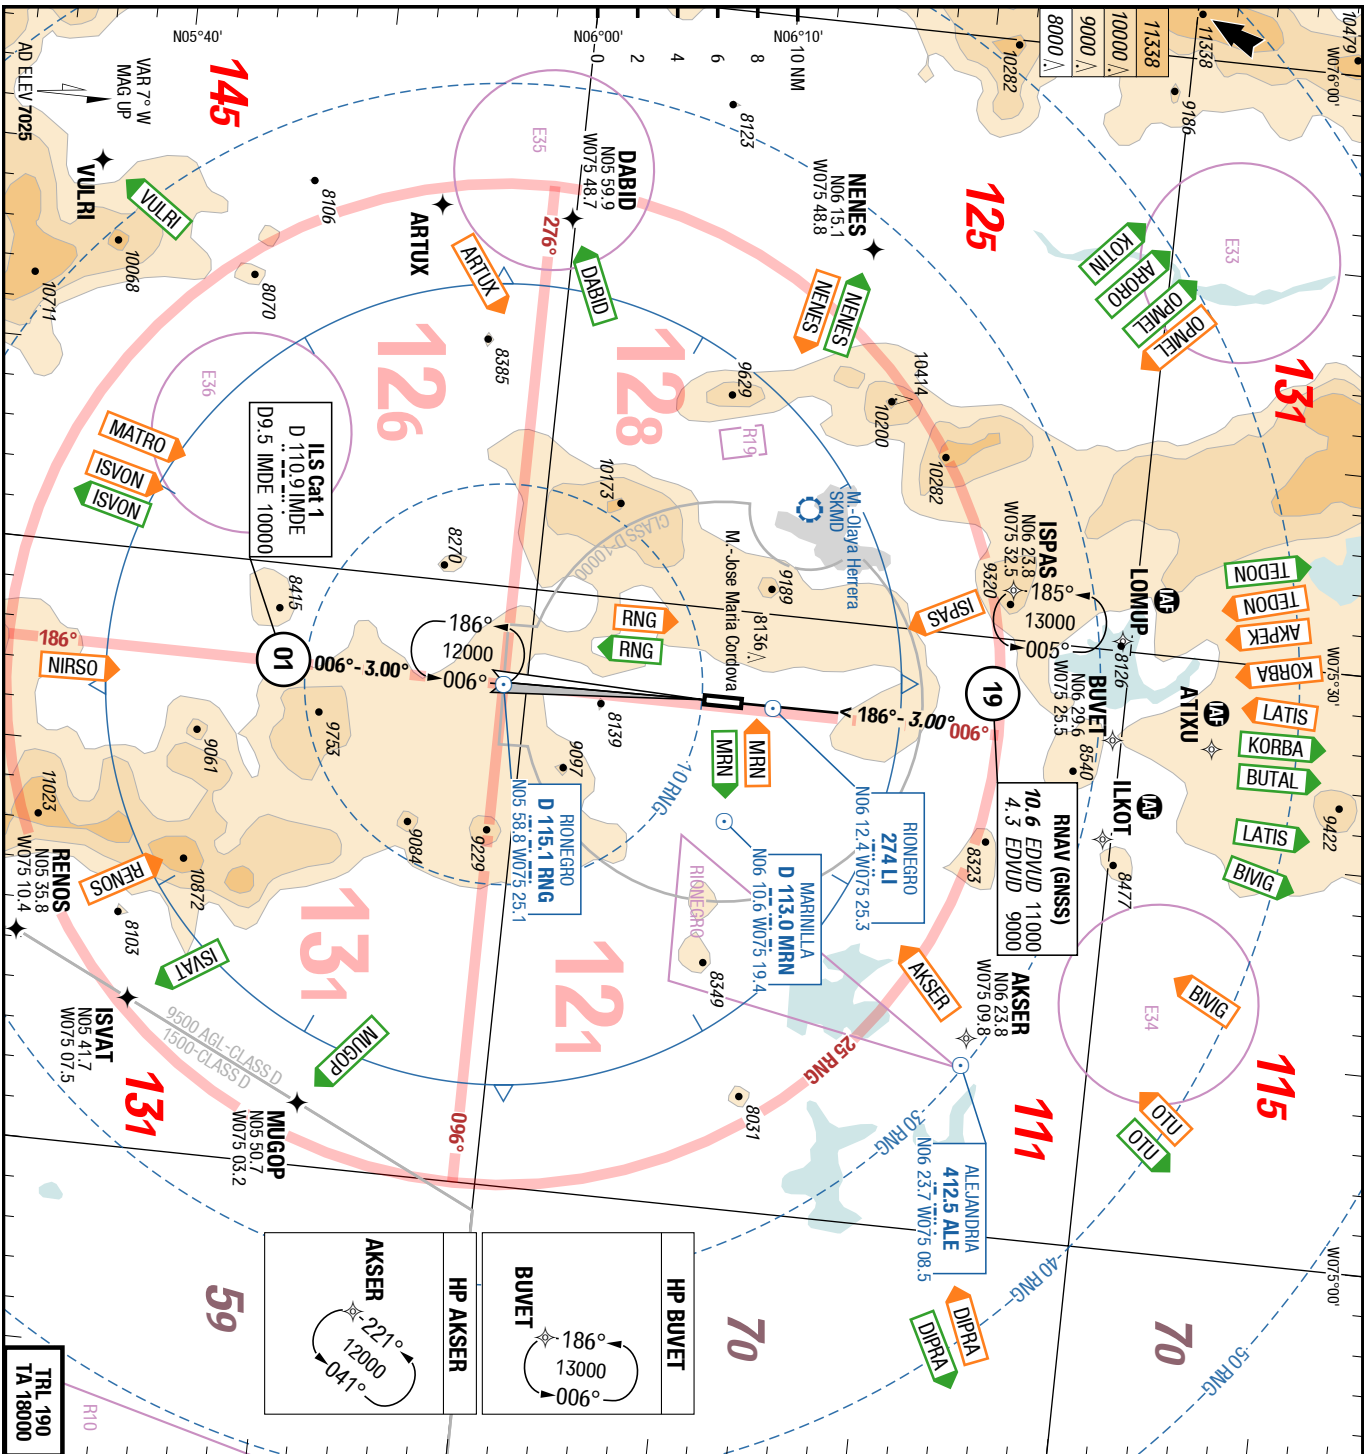 10479
W076°00'
11338
9186
11338
10000
9000
8000
10282
N06°10'
10 NM
8
6
4
2
0
N06°00'
N05°40'
145
VAR 7° W
MAG UP
AD ELEV 7025
VULRI
VULRI
10068
10711
8106
8070
E36
ARTUX
ARTUX
E35
DABID
N05 59.9
W075 48.7
276°
DABID
8123
NENES
N06 15.1
W075 48.8
NENES
NENES
125
KOTIN
ARORO
OPMEL
OPMEL
E33
131
8385
126
128
9629
R19
10414
10200
10282
MATRO
ISVON
ISVON
ILS Cat 1
D 110.9 IMDE
D9.5 IMDE 10000
10173
CLASS D-10000
M.-Olaya Herrera
SKMD
M.-Jose Maria Cordova
8136
9189
8270
8415
ISPAS
N06 23.8
W075 32.5
9320
185°
13000
005°
ISPAS
LOMUP
IAF
8726
BUVET
N06 29.6
W075 25.5
ATIXU
IAF
ILKOT
IAF
8540
8477
9422
TEDON
TEDON
AKPEK
KORBA
LATIS
KORBA
BUTAL
LATIS
BIVIG
W075°30'
186°
NIRSO
01
006°-3.00°
186°
12000
006°
RNG
RNG
8139
9097
MRN
MRN
10 RNG
186°-3.00°
006°
19
RNAV (GNSS)
10.6 EDVUD 11000
4.3 EDVUD 9000
RIONEGRO
D 115.1 RNG
N05 58.8 W075 25.1
RIONEGRO
274 LI
N06 12.4 W075 25.3
MARINILLA
D 113.0 MRN
N06 10.6 W075 19.4
RIONEGRO
8349
8323
9753
9061
11023
9084
9229
10872
RENOS
RENOS
N05 35.8
W075 10.4
8103
ISVAT
ISVAT
N05 41.7
W075 07.5
9500 AGL-CLASS D
1500-CLASS D
131
121
131
MUGOP
MUGOP
N05 50.7
W075 03.2
096°
25 RNG
8031
AKSER
AKSER
N06 23.8
W075 09.8
E34
BIVIG
OTU
OTU
115
111
30 RNG
40 RNG
50 RNG
ALEJANDRIA
412.5 ALE
N06 23.7 W075 08.5
W075°00'
DIPRA
DIPRA
70
70
59
HP BUVET
BUVET
186°
13000
006°
HP AKSER
AKSER
221°
12000
041°
R10
TRL 190
TA 18000